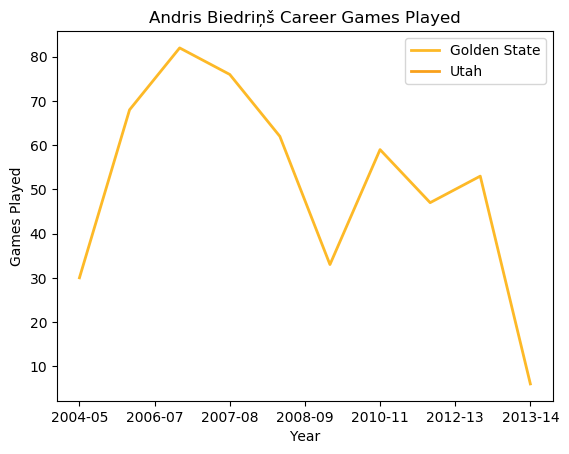 Andris Biedriņš Career Games Played
Golden State
Utah
80
70
60
50
40
30
20
10
Games Played
2004-05 2006-07 2007-08 2008-09 2010-11 2012-13 2013-14
Year